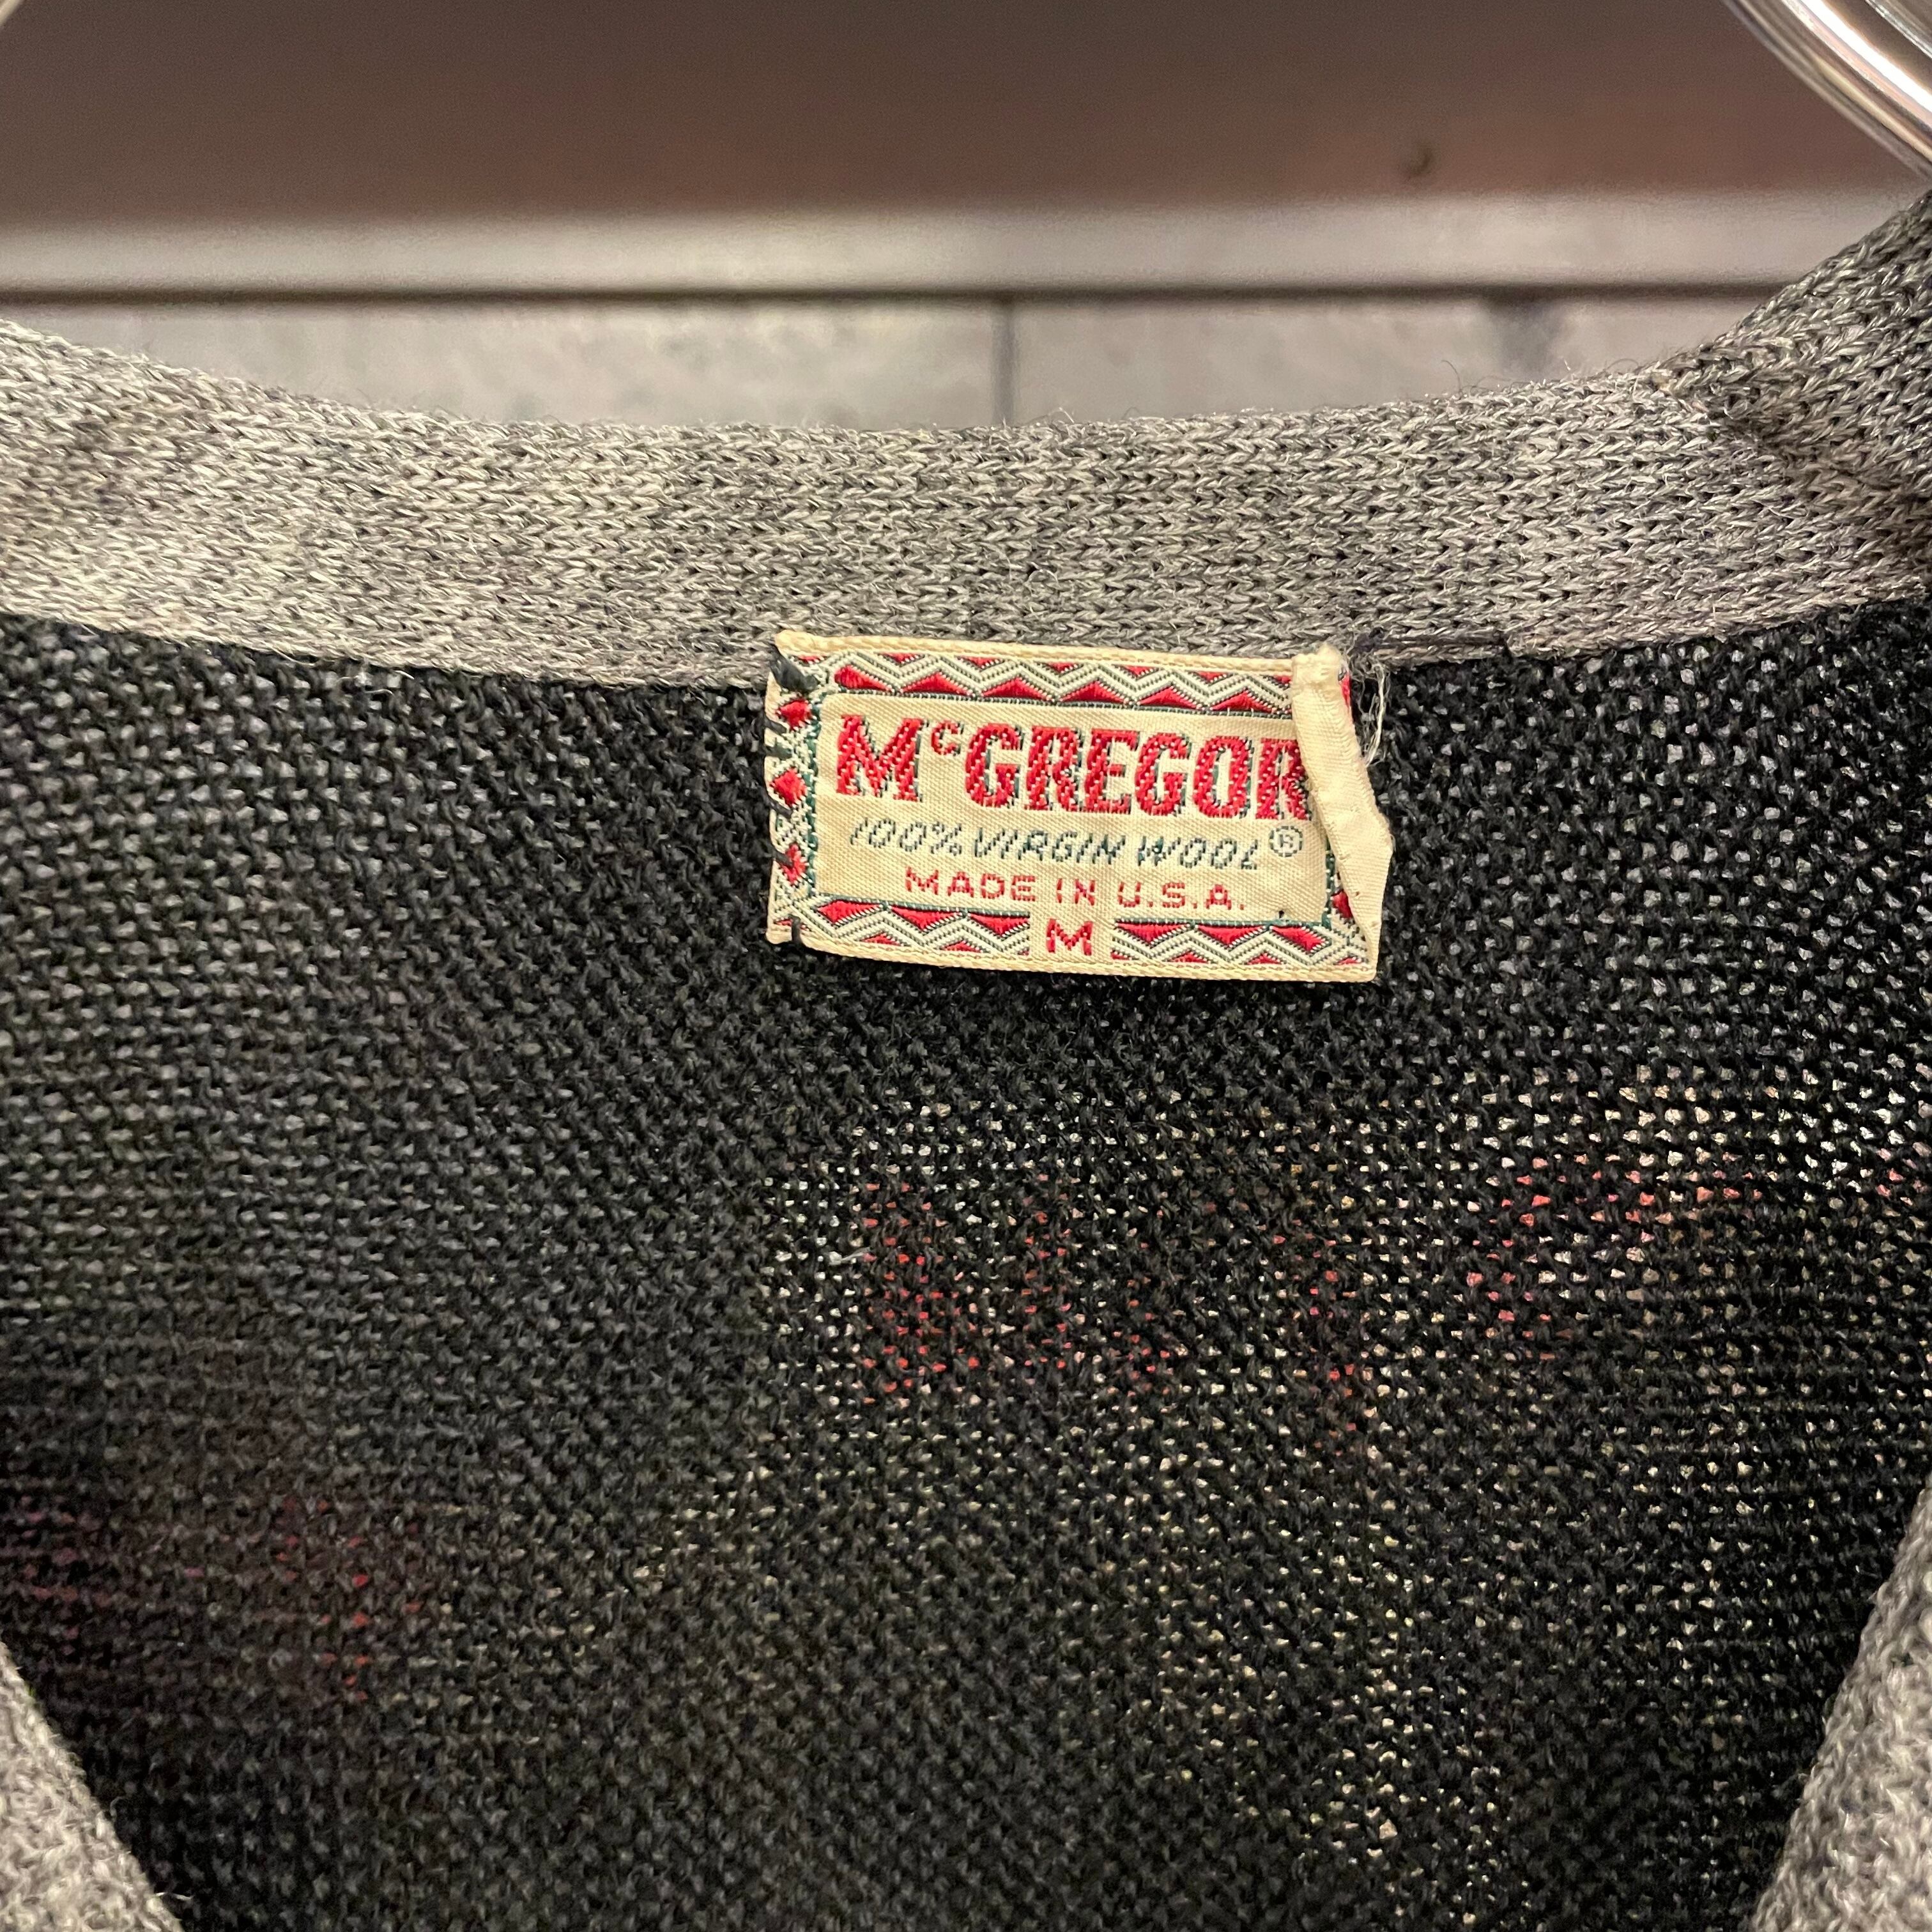 McGREGOR
100% VIRGIN WOOL®
MADE IN U.S.A.
M